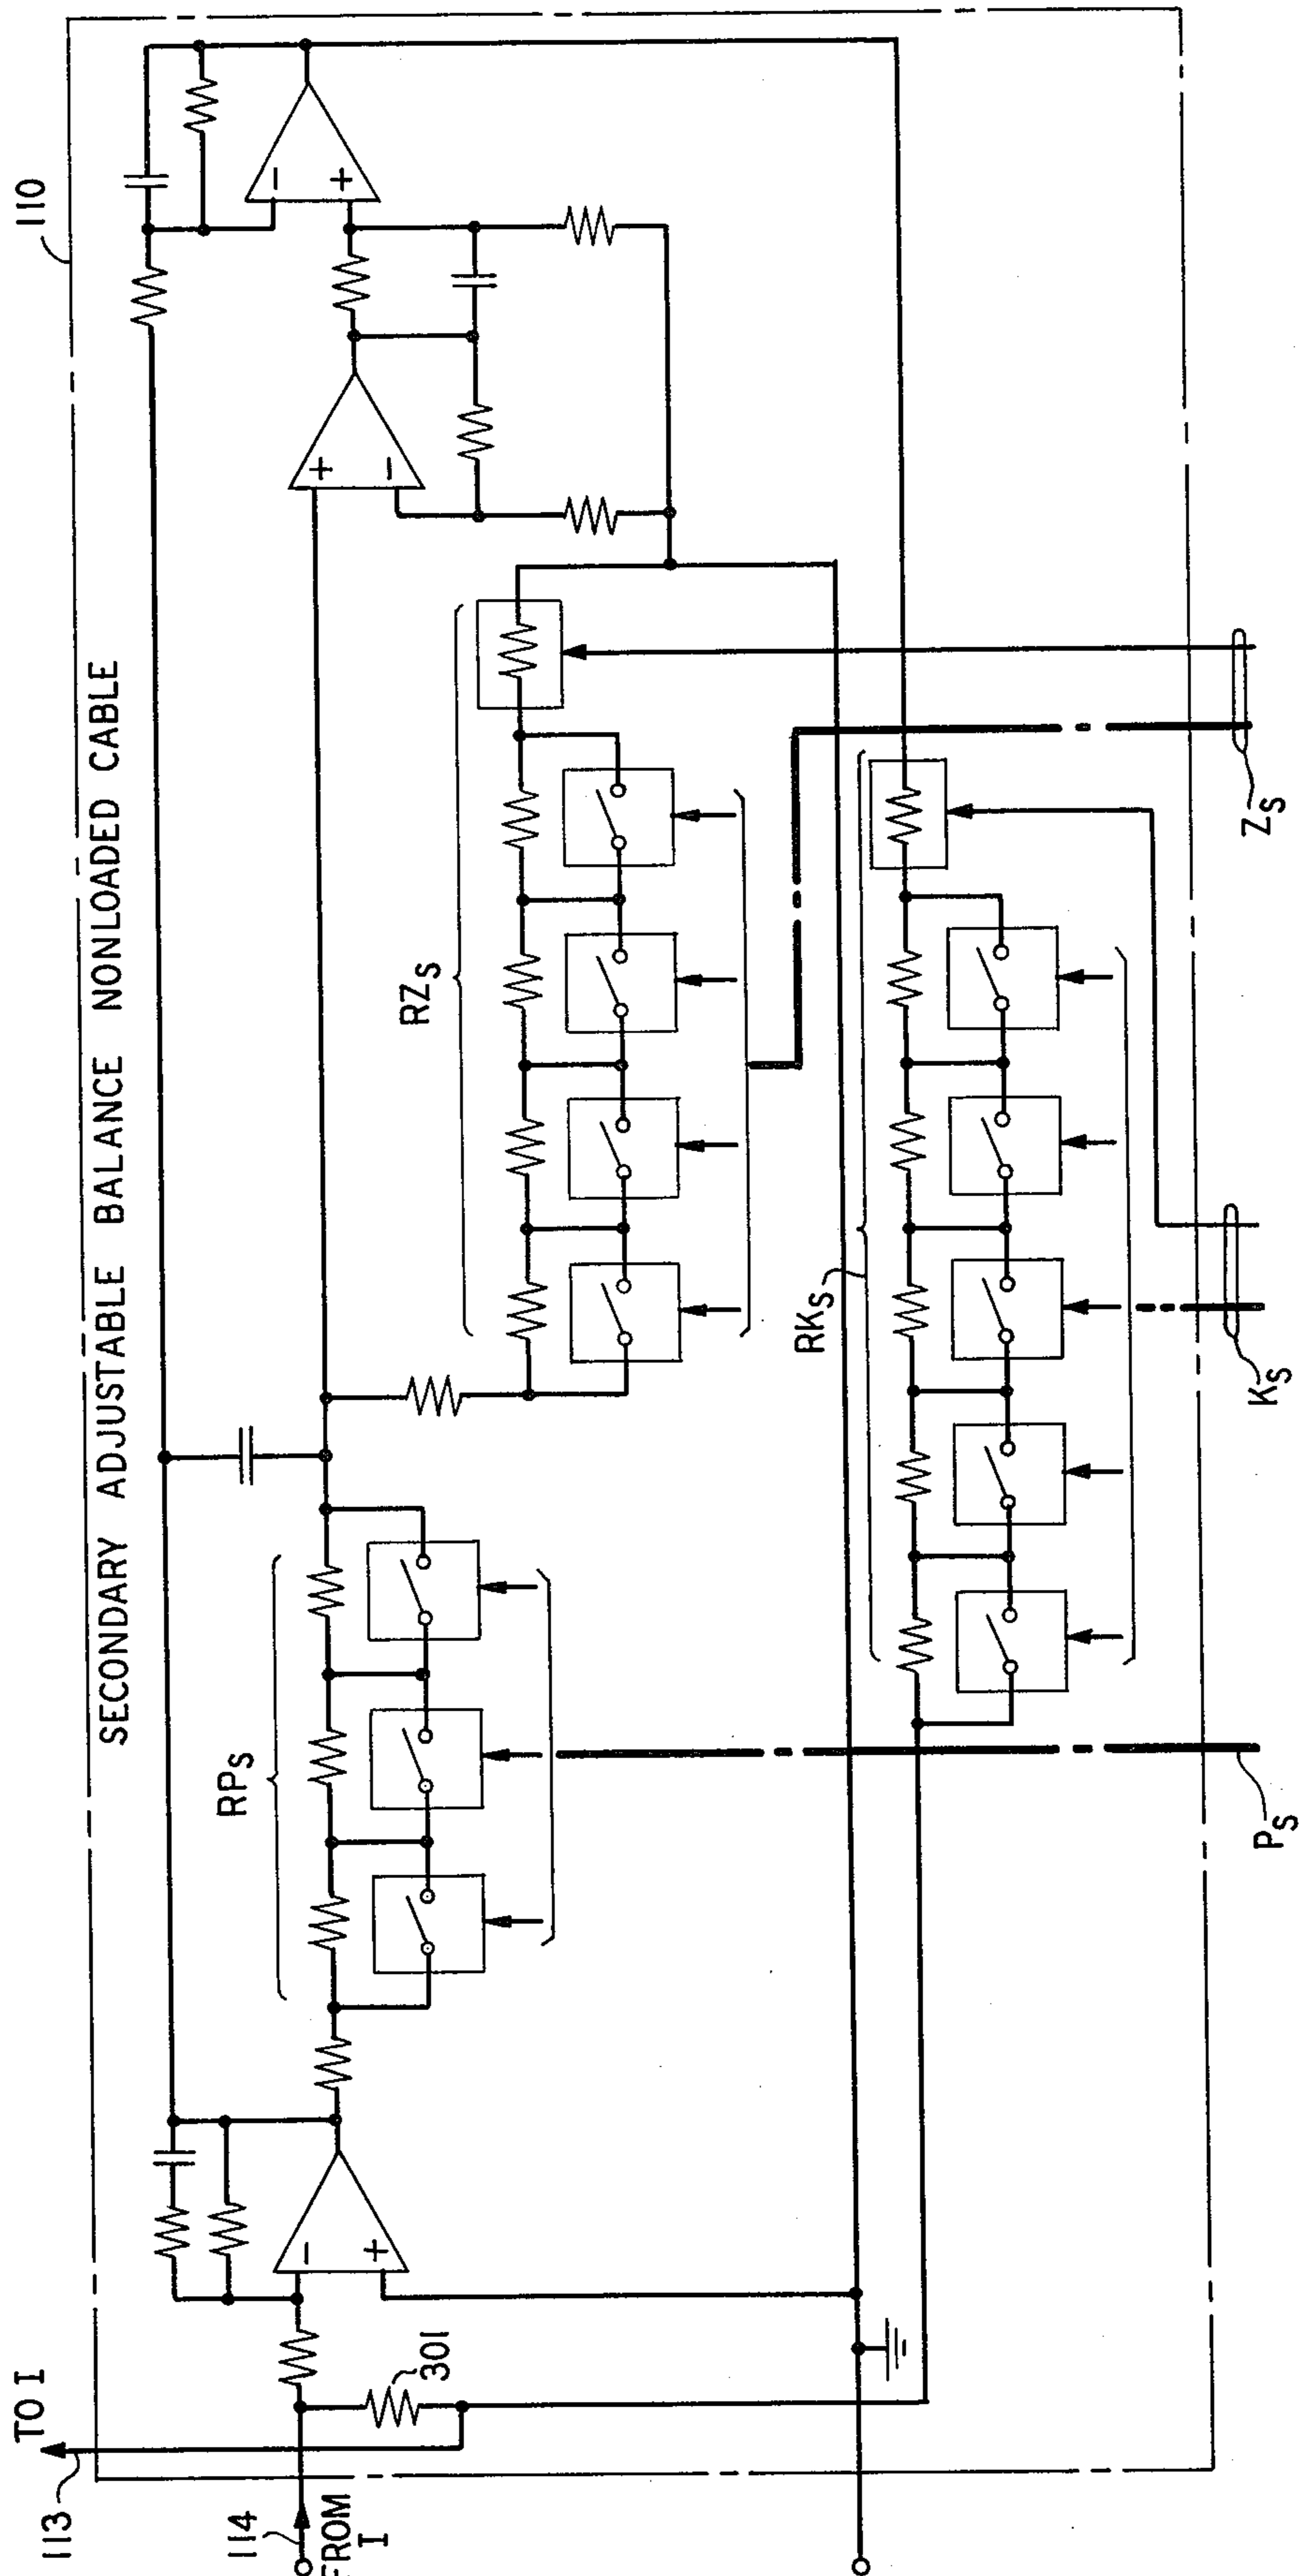 SECONDARY ADJUSTABLE BALANCE NONLOADED CABLE
110
TO I
113
114
FROM
I
301
RPS
RZS
RKS
PS
KS
ZS
+
−
+
−
+
−